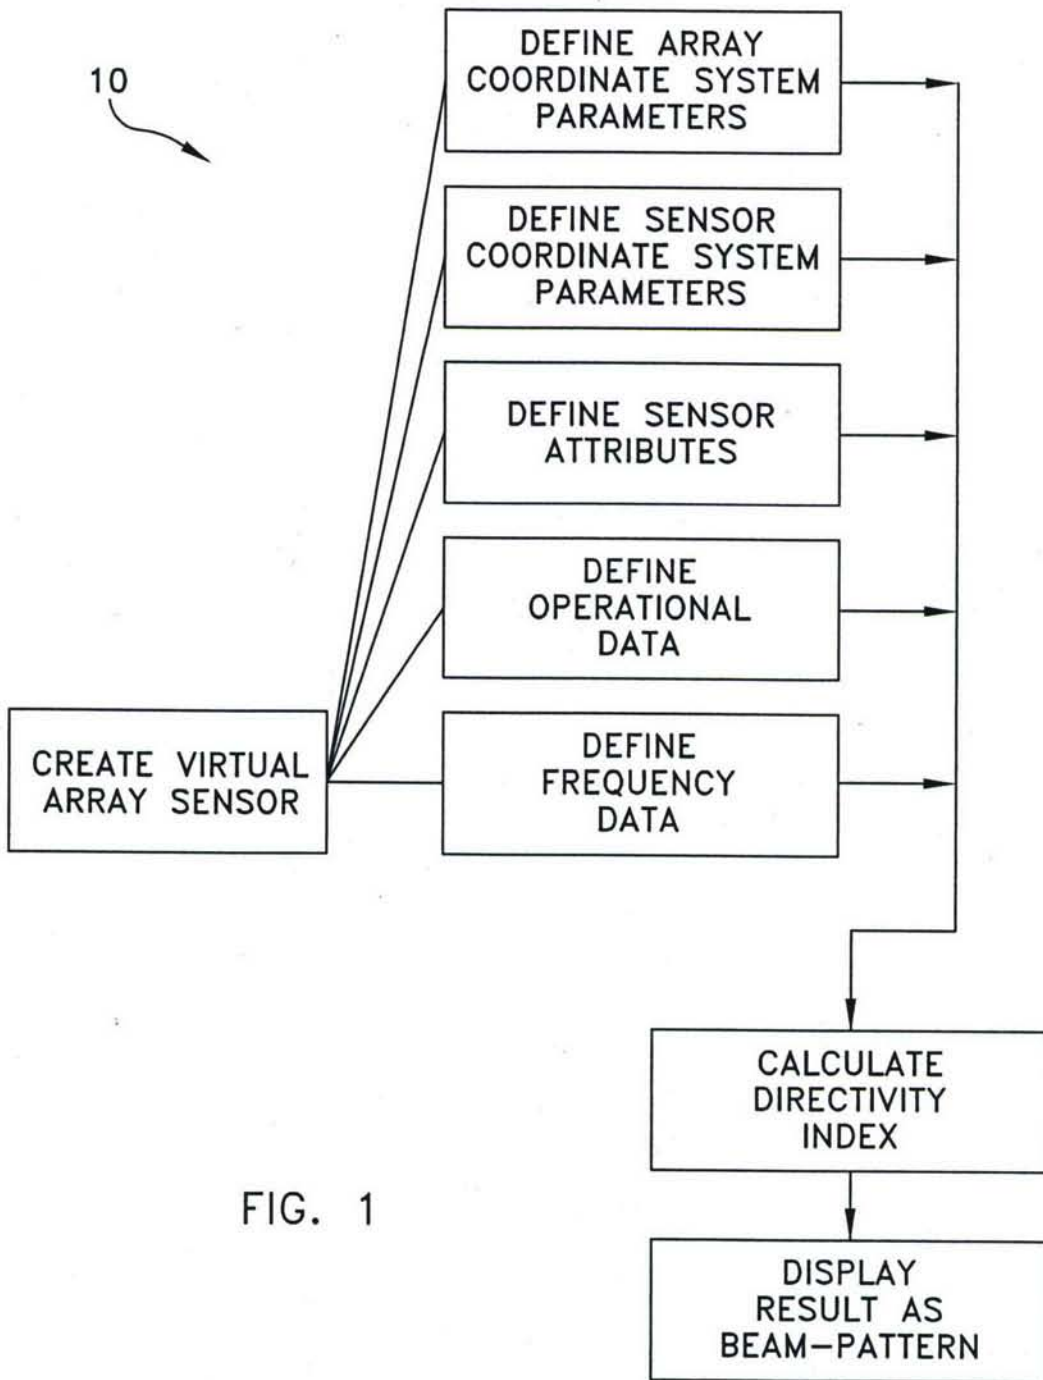 10
DEFINE ARRAY
COORDINATE SYSTEM
PARAMETERS
DEFINE SENSOR
COORDINATE SYSTEM
PARAMETERS
DEFINE SENSOR
ATTRIBUTES
DEFINE
OPERATIONAL
DATA
DEFINE
FREQUENCY
DATA
CREATE VIRTUAL
ARRAY SENSOR
CALCULATE
DIRECTIVITY
INDEX
DISPLAY
RESULT AS
BEAM-PATTERN
FIG. 1